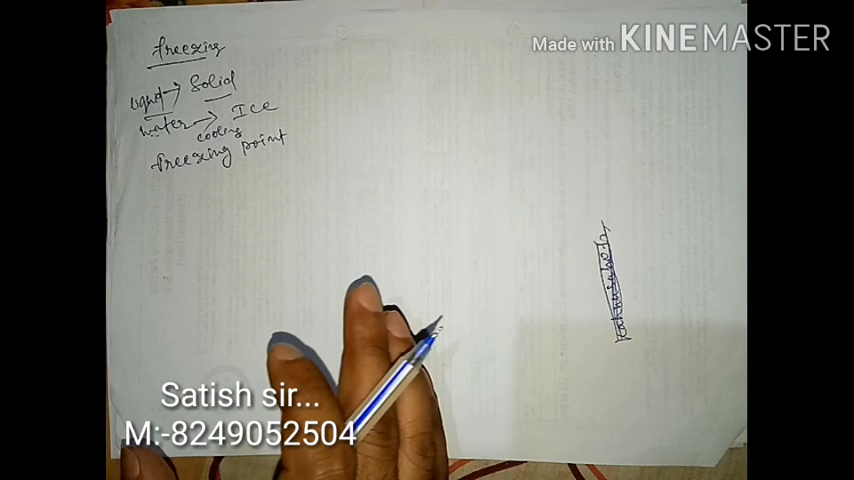 freezing
liquid → Solid
water → Ice
cooling
freezing point
Made with KINEMASTER
Satish sir...
M:-8249052504